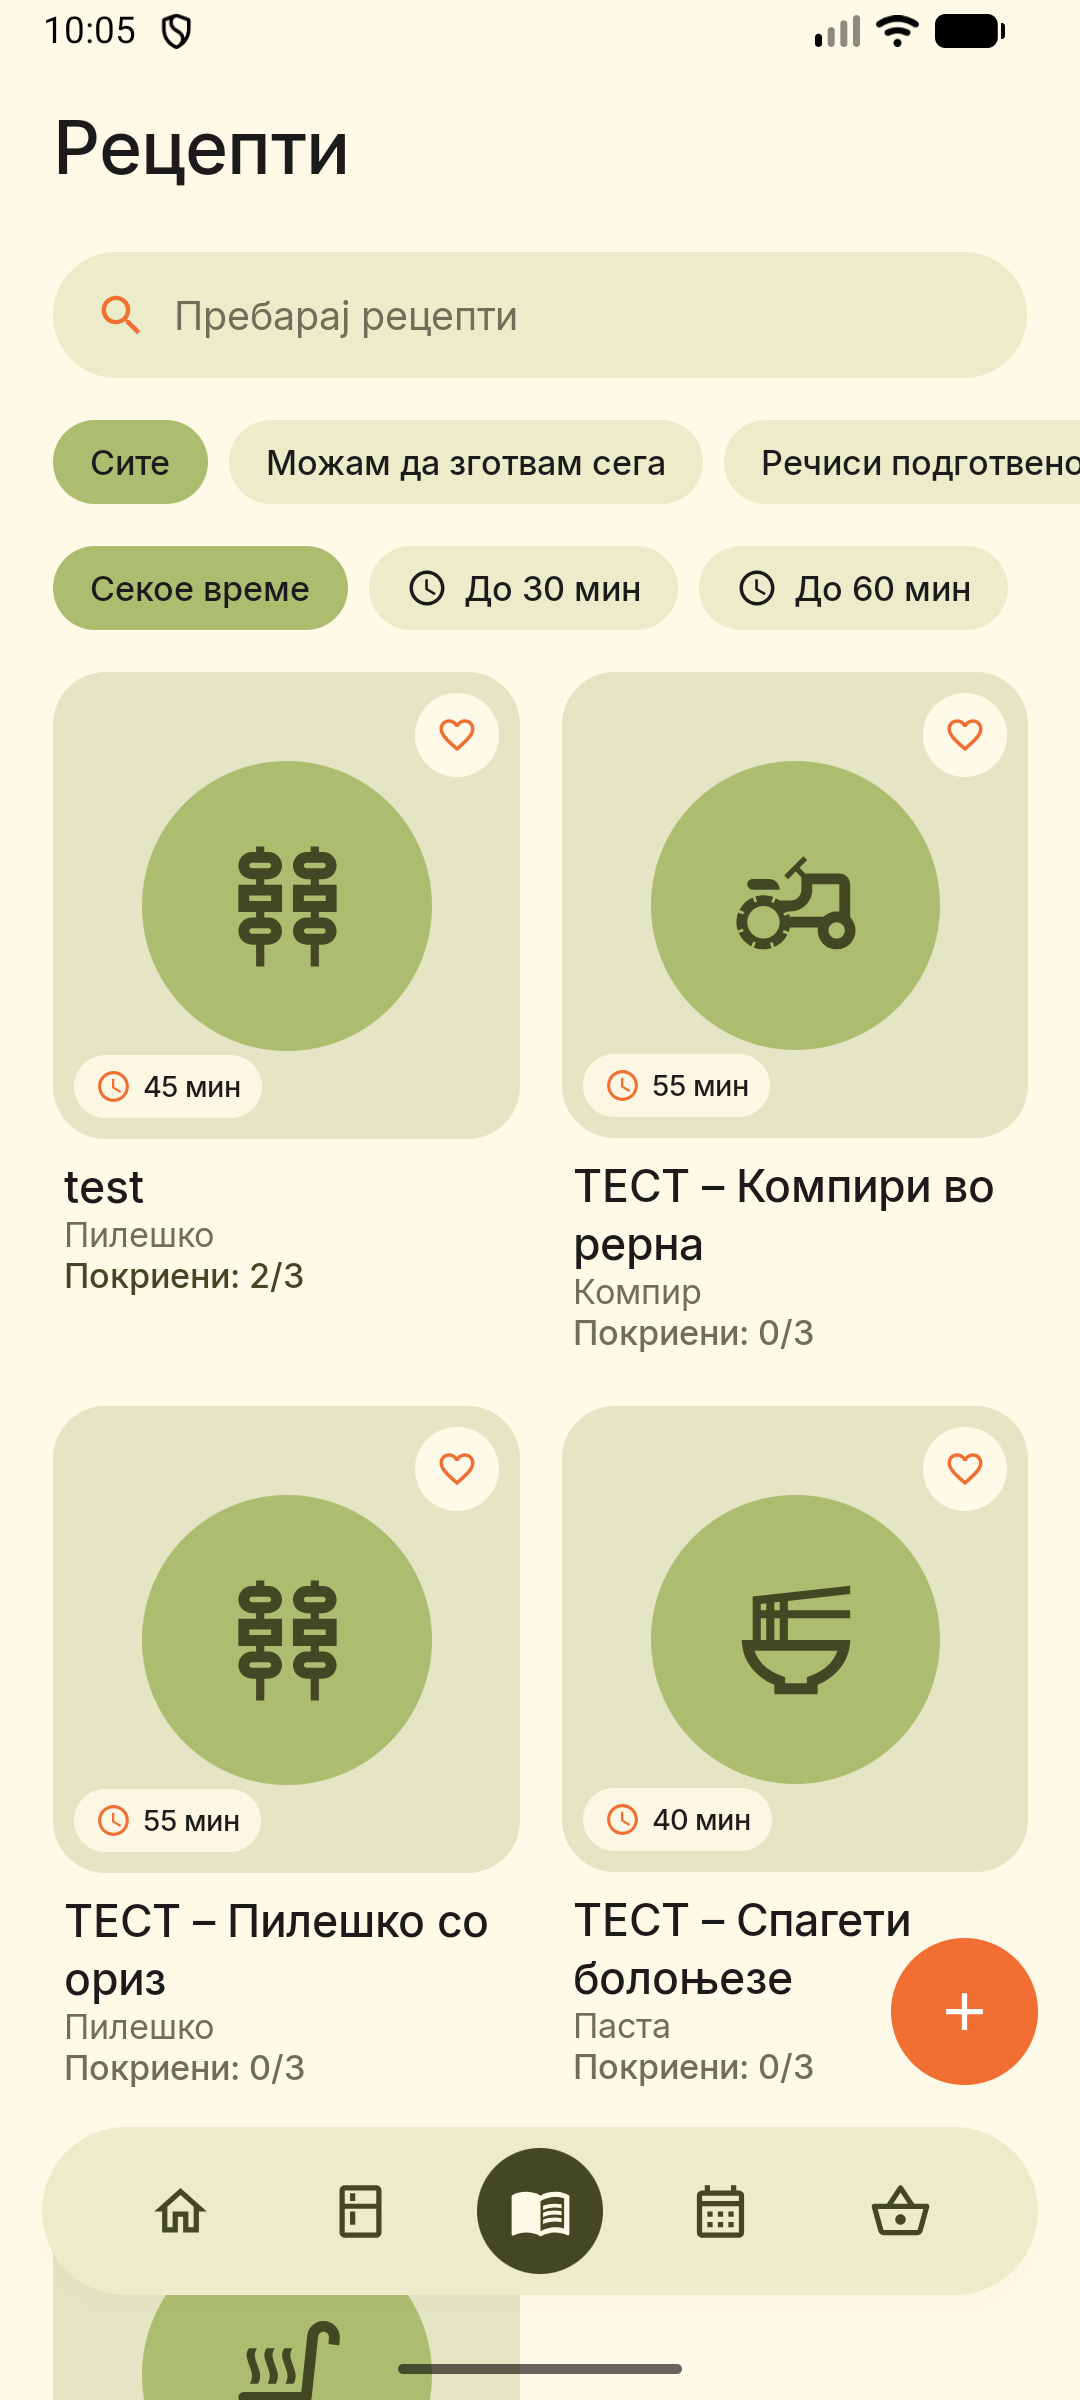 10:05
Рецепти
Пребарај рецепти
Сите
Можам да зготвам сега
Речиси подготвено
Секое време
До 30 мин
До 60 мин
45 мин
55 мин
test
Пилешко
Покриени: 2/3
ТЕСТ – Компири во
рерна
Компир
Покриени: 0/3
55 мин
40 мин
ТЕСТ – Пилешко со
ориз
Пилешко
Покриени: 0/3
ТЕСТ – Спагети
болоњезе
Паста
Покриени: 0/3